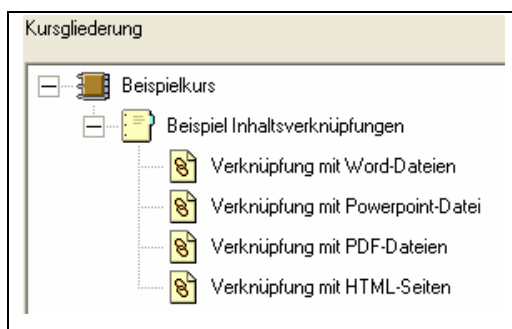 Kursgliederung
Beispielkurs
Beispiel Inhaltsverknüpfungen
Verknüpfung mit Word-Dateien
Verknüpfung mit Powerpoint-Datei
Verknüpfung mit PDF-Dateien
Verknüpfung mit HTML-Seiten